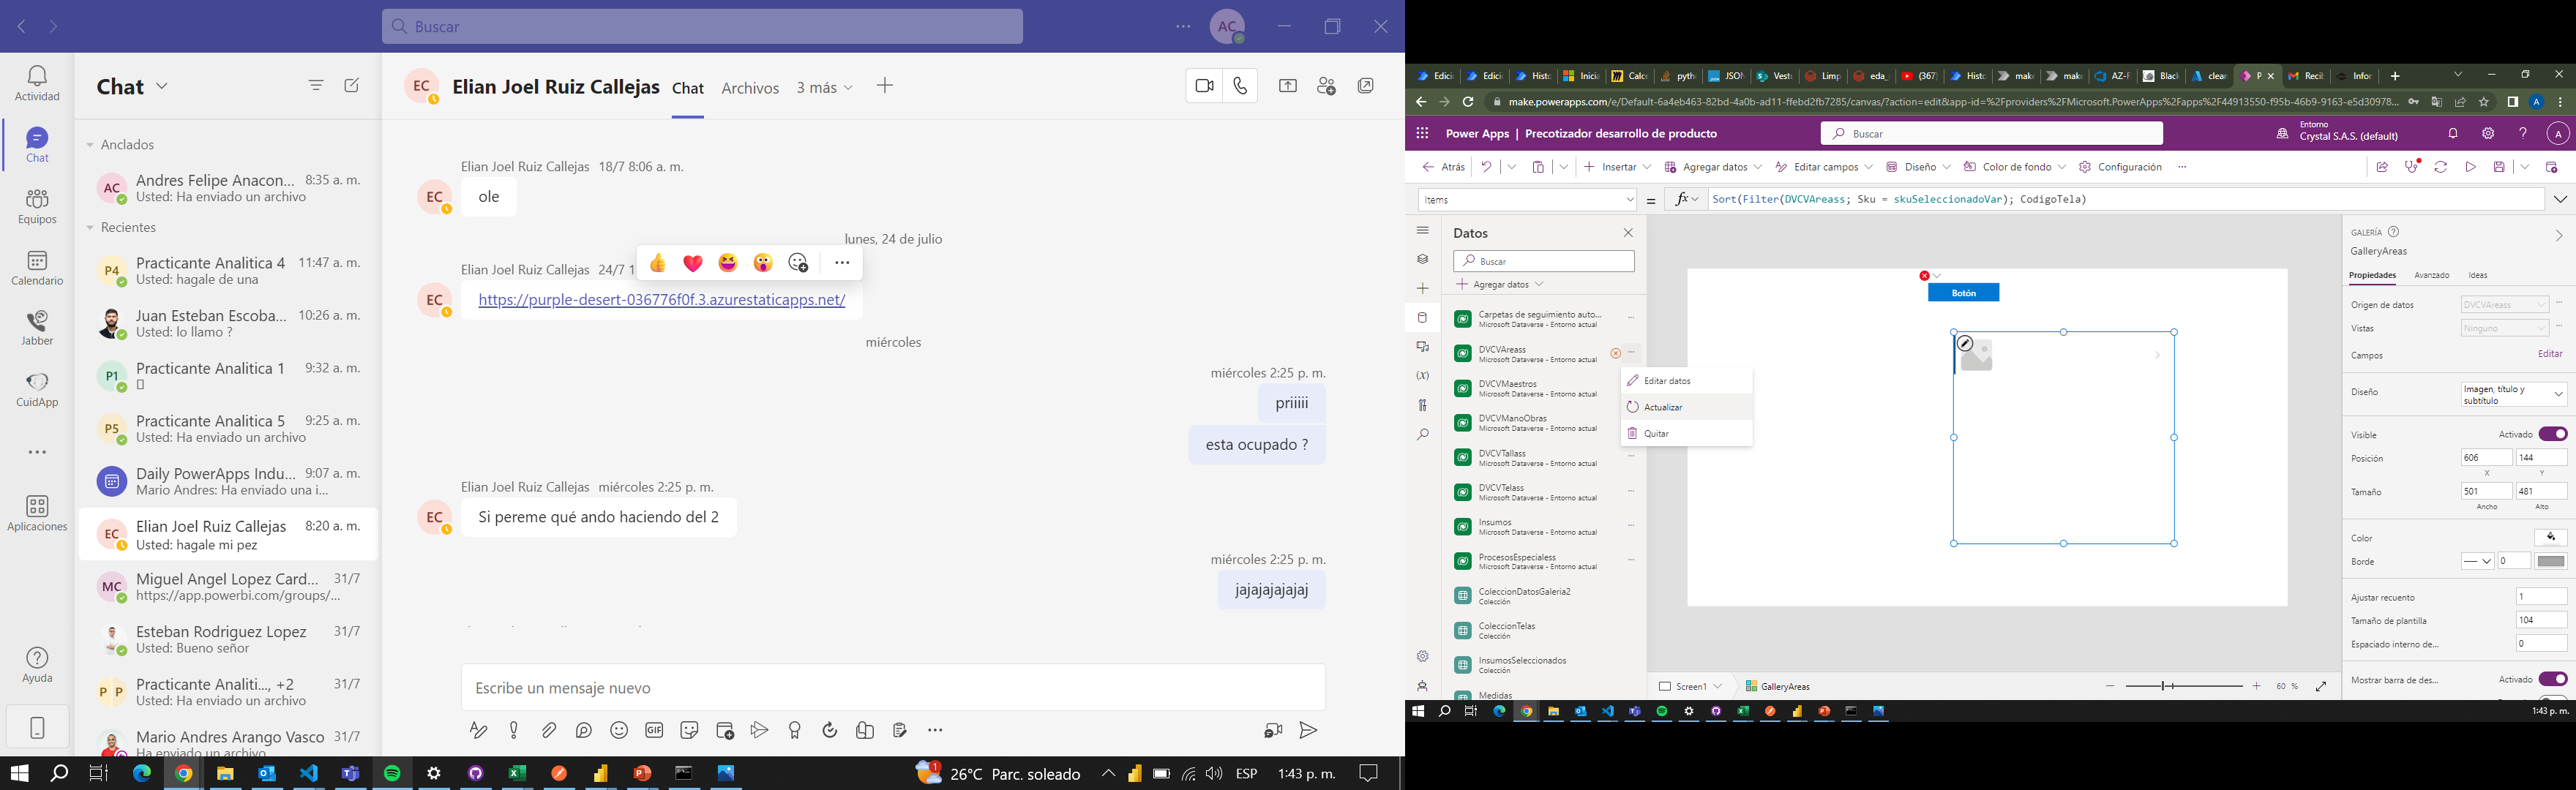 Buscar
AC
Actividad
Chat
Equipos
Calendario
Jabber
CuidApp
Aplicaciones
Ayuda
Chat
Anclados
AC
Andres Felipe Anacon...
8:35 a. m.
Usted: Ha enviado un archivo
Recientes
P4
Practicante Analitica 4
11:47 a. m.
Usted: hagale de una
Juan Esteban Escoba...
10:26 a. m.
Usted: lo llamo ?
P1
Practicante Analitica 1
9:32 a. m.
P5
Practicante Analitica 5
9:25 a. m.
Usted: Ha enviado un archivo
Daily PowerApps Indu...
9:07 a. m.
Mario Andres: Ha enviado una i...
EC
Elian Joel Ruiz Callejas
8:20 a. m.
Usted: hagale mi pez
MC
Miguel Angel Lopez Card...
31/7
https://app.powerbi.com/groups/...
Esteban Rodriguez Lopez
31/7
Usted: Bueno señor
P P
Practicante Analiti..., +2
31/7
Usted: Ha enviado un archivo
Mario Andres Arango Vasco
31/7
Ha enviado un archivo
EC
Elian Joel Ruiz Callejas
Chat
Archivos
3 más
Elian Joel Ruiz Callejas 18/7 8:06 a. m.
EC
ole
lunes, 24 de julio
Elian Joel Ruiz Callejas 24/7 1
EC
https://purple-desert-036776f0f.3.azurestaticapps.net/
miércoles
miércoles 2:25 p. m.
priiiii
esta ocupado ?
Elian Joel Ruiz Callejas miércoles 2:25 p. m.
EC
Si pereme qué ando haciendo del 2
miércoles 2:25 p. m.
jajajajajajaj
Escribe un mensaje nuevo
GIF
26°C Parc. soleado
ESP
1:43 p. m.
Edici
Edici
Histo
Inicia
Calce
pyth
JSON
Vest
Limp
eda_
(367)
Histo
make
make
AZ-F
Black
clear
P
Recil
Infor
make.powerapps.com/e/Default-6a4eb463-82bd-4a0b-ad11-ffebd2fb7285/canvas/?action=edit&app-id=%2Fproviders%2FMicrosoft.PowerApps%2Fapps%2F44913550-f95b-46b9-9163-e5d30978...
A
Power Apps | Precotizador desarrollo de producto
Buscar
Entorno
Crystal S.A.S. (default)
A
Atrás
Insertar
Agregar datos
Editar campos
Diseño
Color de fondo
Configuración
Items
= fx
Sort(Filter(DVCVAreass; Sku = skuSeleccionadoVar); CodigoTela)
Datos
Buscar
Agregar datos
Carpetas de seguimiento auto...
Microsoft Dataverse - Entorno actual
DVCVAreass
Microsoft Dataverse - Entorno actual
DVCVMaestros
Microsoft Dataverse - Entorno actual
DVCVManoObras
Microsoft Dataverse - Entorno actual
DVCVTallass
Microsoft Dataverse - Entorno actual
DVCVTelass
Microsoft Dataverse - Entorno actual
Insumos
Microsoft Dataverse - Entorno actual
ProcesosEspecialess
Microsoft Dataverse - Entorno actual
ColeccionDatosGaleria2
Colección
ColeccionTelas
Colección
InsumosSeleccionados
Colección
Medidas
Editar datos
Actualizar
Quitar
Botón
Screen1
GalleryAreas
60 %
GALERÍA
GalleryAreas
Propiedades
Avanzado
Ideas
Origen de datos
DVCVAreass
Vistas
Ninguno
Campos
Editar
Diseño
Imagen, título y subtítulo
Visible
Activado
Posición
606
144
X
Y
Tamaño
501
481
Ancho
Alto
Color
Borde
0
Ajustar recuento
1
Tamaño de plantilla
104
Espaciado interno de...
0
Mostrar barra de des...
Activado
1:43 p. m.